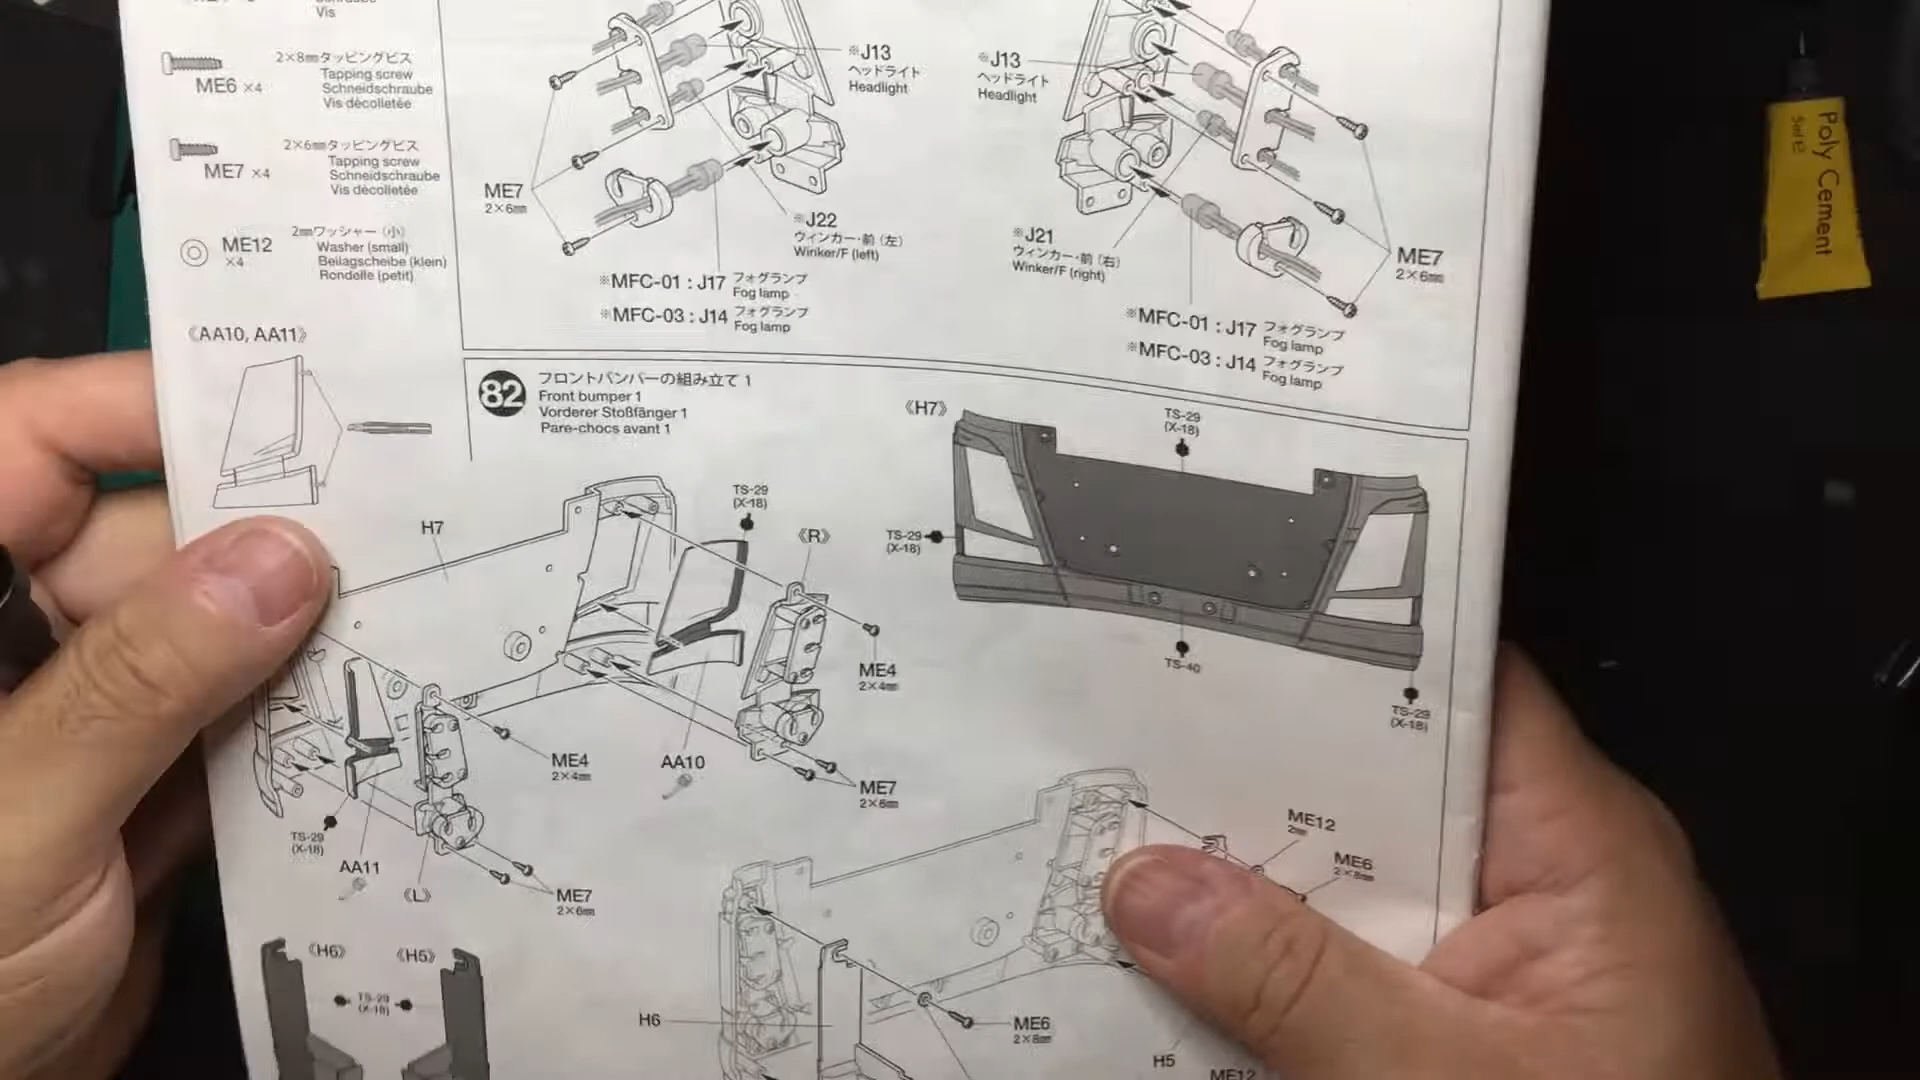 Vis
ME6 ×4
2×8㎜タッピングビス
Tapping screw
Schneidschraube
Vis décolletée
ME7 ×4
2×6㎜タッピングビス
Tapping screw
Schneidschraube
Vis décolletée
ME12
×4
2㎜ワッシャー（小）
Washer (small)
Beilagscheibe (klein)
Rondelle (petit)
《AA10, AA11》
※J13
ヘッドライト
Headlight
ME7
2×6㎜
※J22
ウィンカー・前（左）
Winker/F (left)
※MFC-01 : J17 フォグランプ
Fog lamp
※MFC-03 : J14 フォグランプ
Fog lamp
※J13
ヘッドライト
Headlight
※J21
ウィンカー・前（右）
Winker/F (right)
ME7
2×6㎜
※MFC-01 : J17 フォグランプ
Fog lamp
※MFC-03 : J14 フォグランプ
Fog lamp
Poly Cement
82
フロントバンパーの組み立て 1
Front bumper 1
Vorderer Stoßfänger 1
Pare-chocs avant 1
《H7》
TS-29
(X-18)
TS-29
(X-18)
TS-40
TS-29
(X-18)
H7
TS-29
(X-18)
《R》
ME4
2×4㎜
ME4
2×4㎜
AA10
ME7
2×6㎜
TS-29
(X-18)
AA11
《L》
ME7
2×6㎜
《H6》
《H5》
TS-29
(X-18)
ME12
2㎜
ME6
2×8㎜
H6
ME6
2×8㎜
H5
ME12